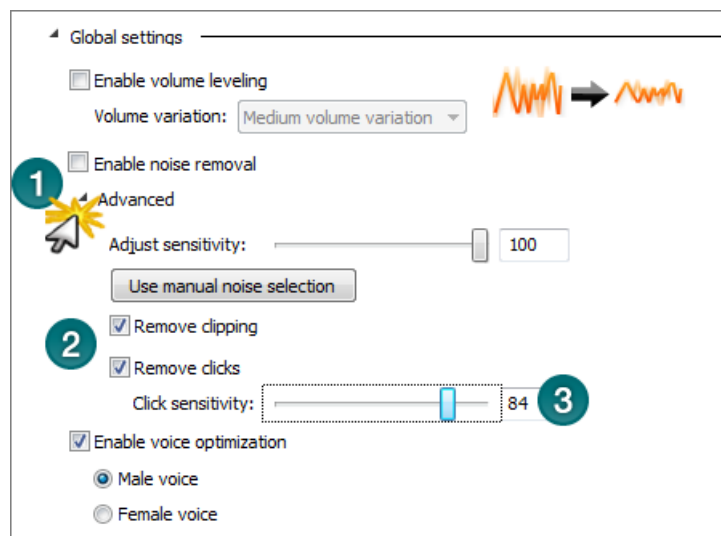 Global settings
Enable volume leveling
Volume variation: Medium volume variation
Enable noise removal
1
Advanced
Adjust sensitivity: 100
Use manual noise selection
2
Remove clipping
Remove clicks
Click sensitivity: 84 3
Enable voice optimization
Male voice
Female voice